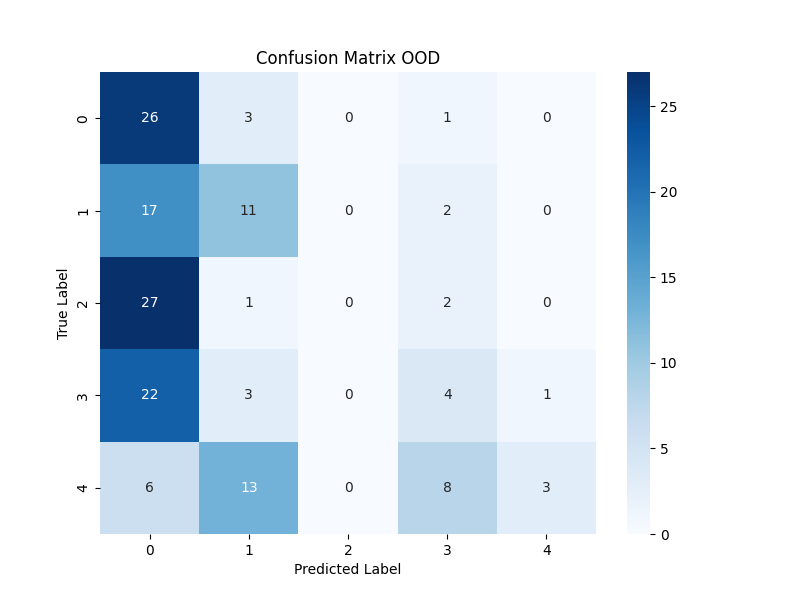 Confusion Matrix OOD
0 26 3 0 1 0
1 17 11 0 2 0
2 27 1 0 2 0
3 22 3 0 4 1
4 6 13 0 8 3
0 1 2 3 4
True Label
Predicted Label
25
20
15
10
5
0